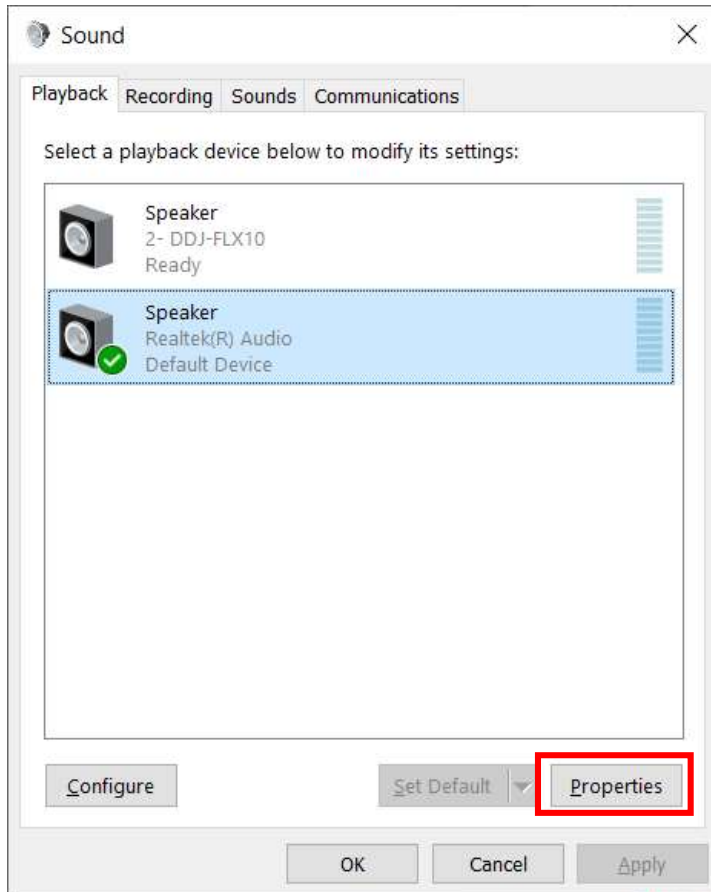 Sound
Playback Recording Sounds Communications
Select a playback device below to modify its settings:
Speaker
2- DDJ-FLX10
Ready
Speaker
Realtek(R) Audio
Default Device
Configure Set Default Properties
OK Cancel Apply